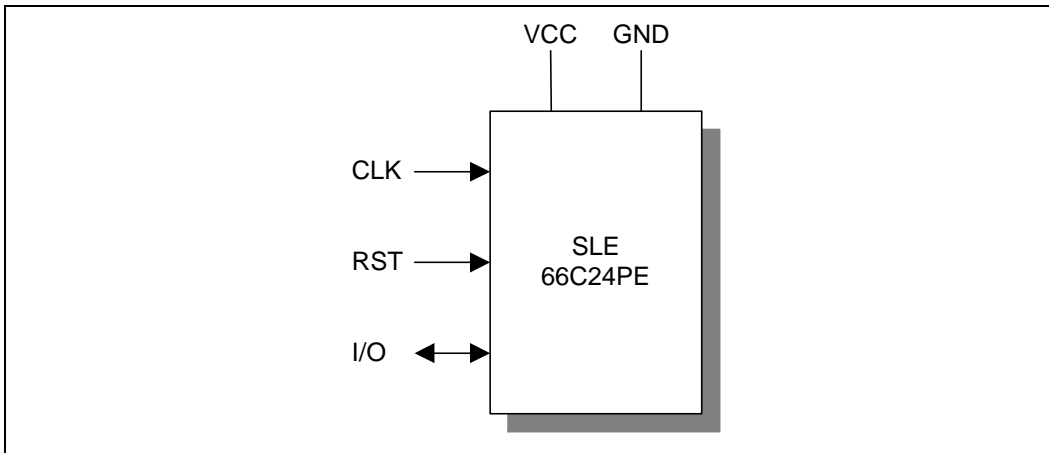 VCC GND
CLK
RST
I/O
SLE
66C24PE